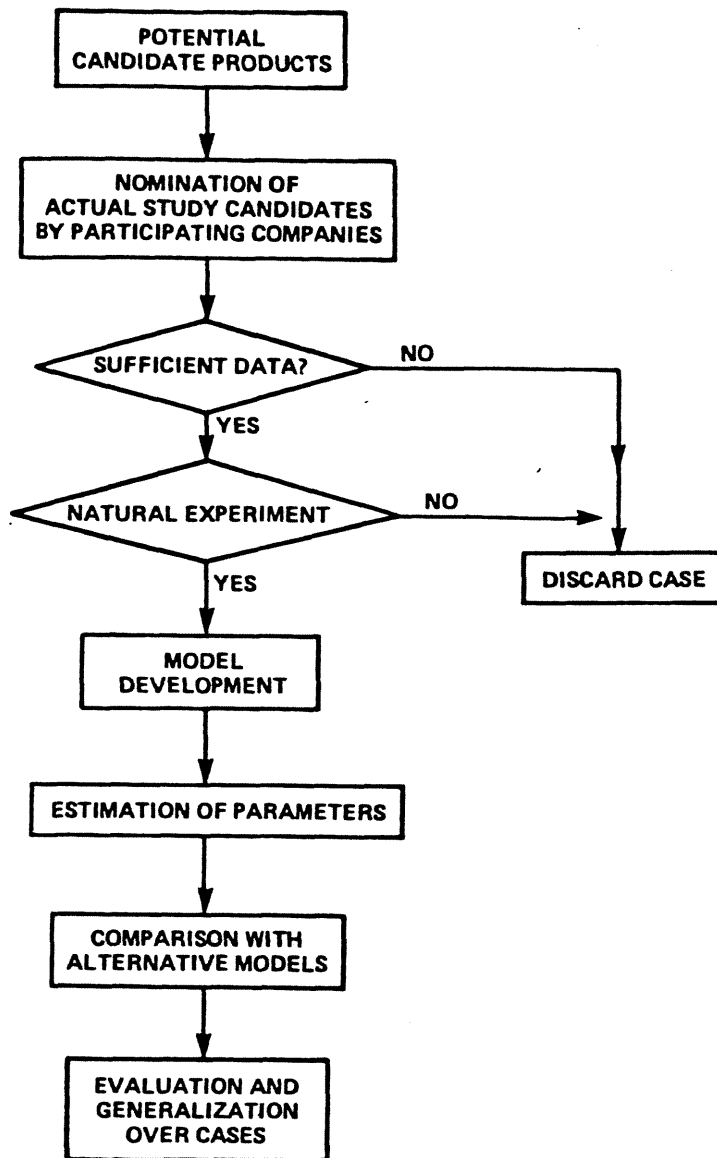 POTENTIAL
CANDIDATE PRODUCTS
NOMINATION OF
ACTUAL STUDY CANDIDATES
BY PARTICIPATING COMPANIES
SUFFICIENT DATA?
NO
YES
NATURAL EXPERIMENT
NO
YES
DISCARD CASE
MODEL
DEVELOPMENT
ESTIMATION OF PARAMETERS
COMPARISON WITH
ALTERNATIVE MODELS
EVALUATION AND
GENERALIZATION
OVER CASES